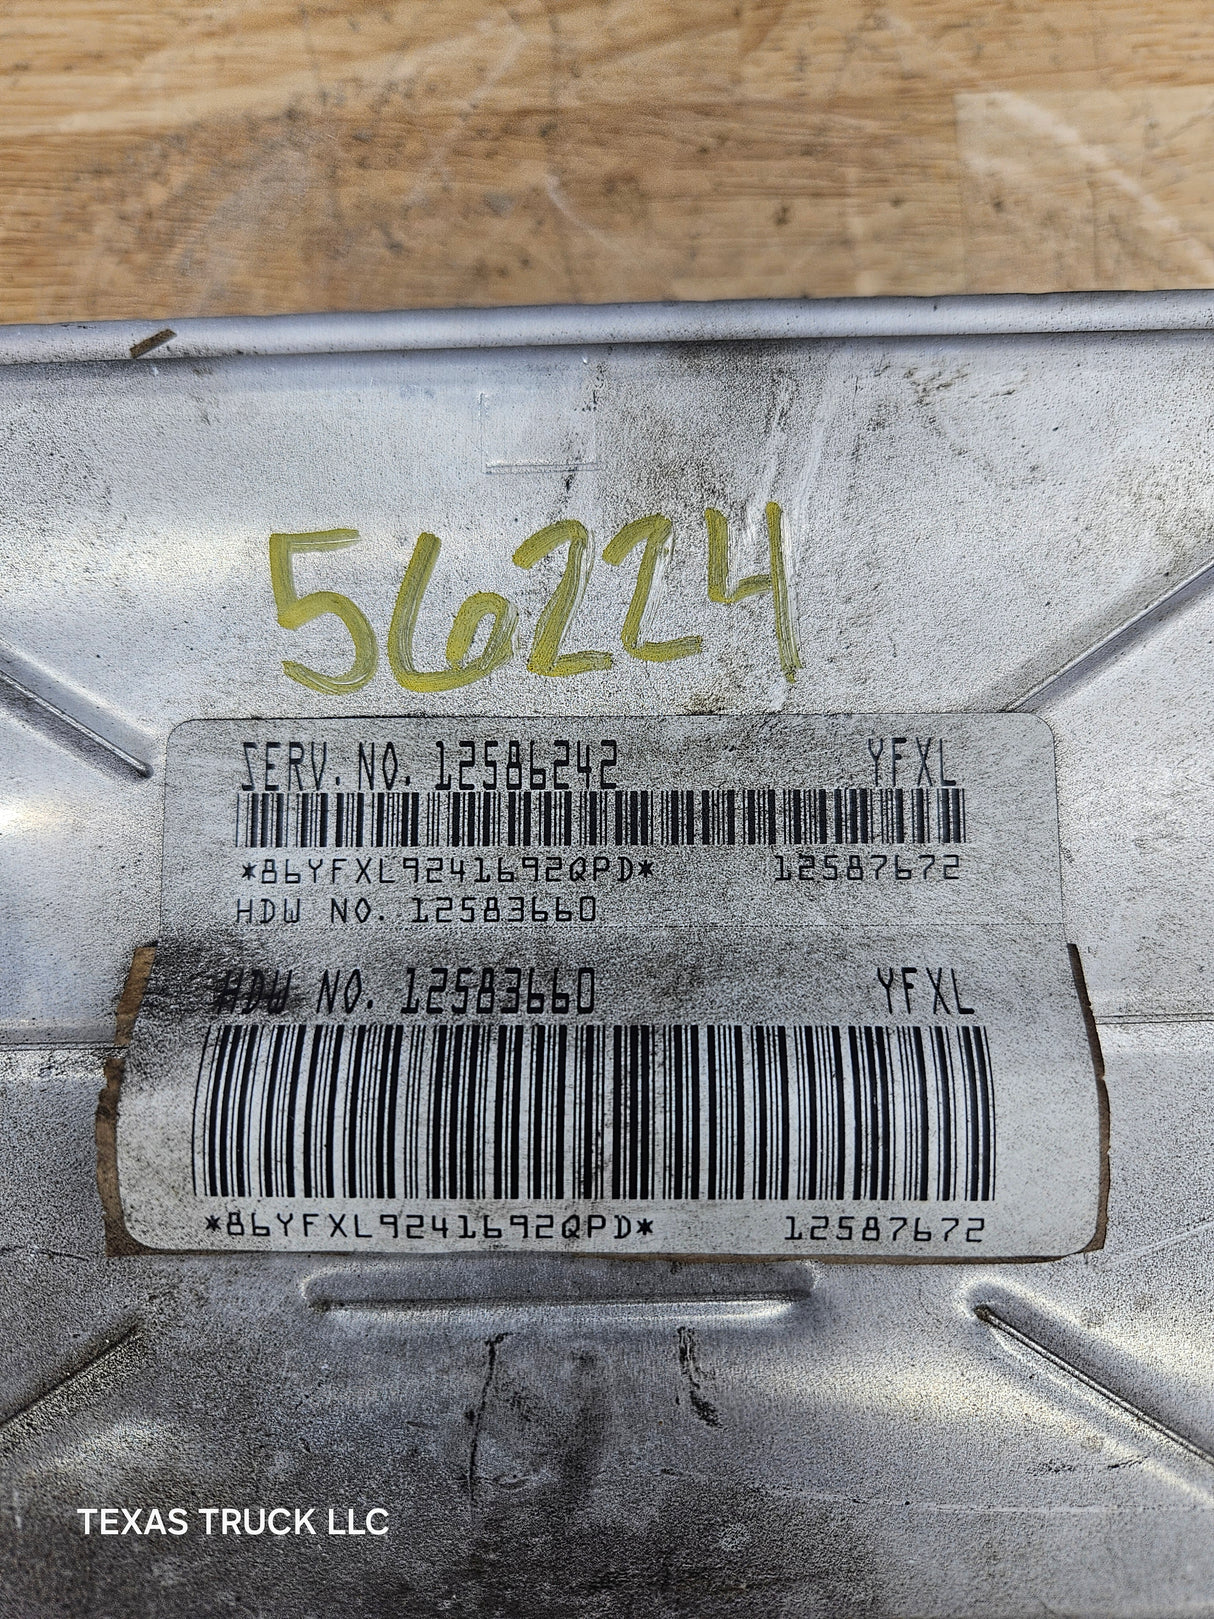 56224
SERV. NO. 12586242 YFXL
*86YFXL9241692QPD* 12587672
HDW NO. 12583660
HDW NO. 12583660 YFXL
*86YFXL9241692QPD* 12587672
TEXAS TRUCK LLC